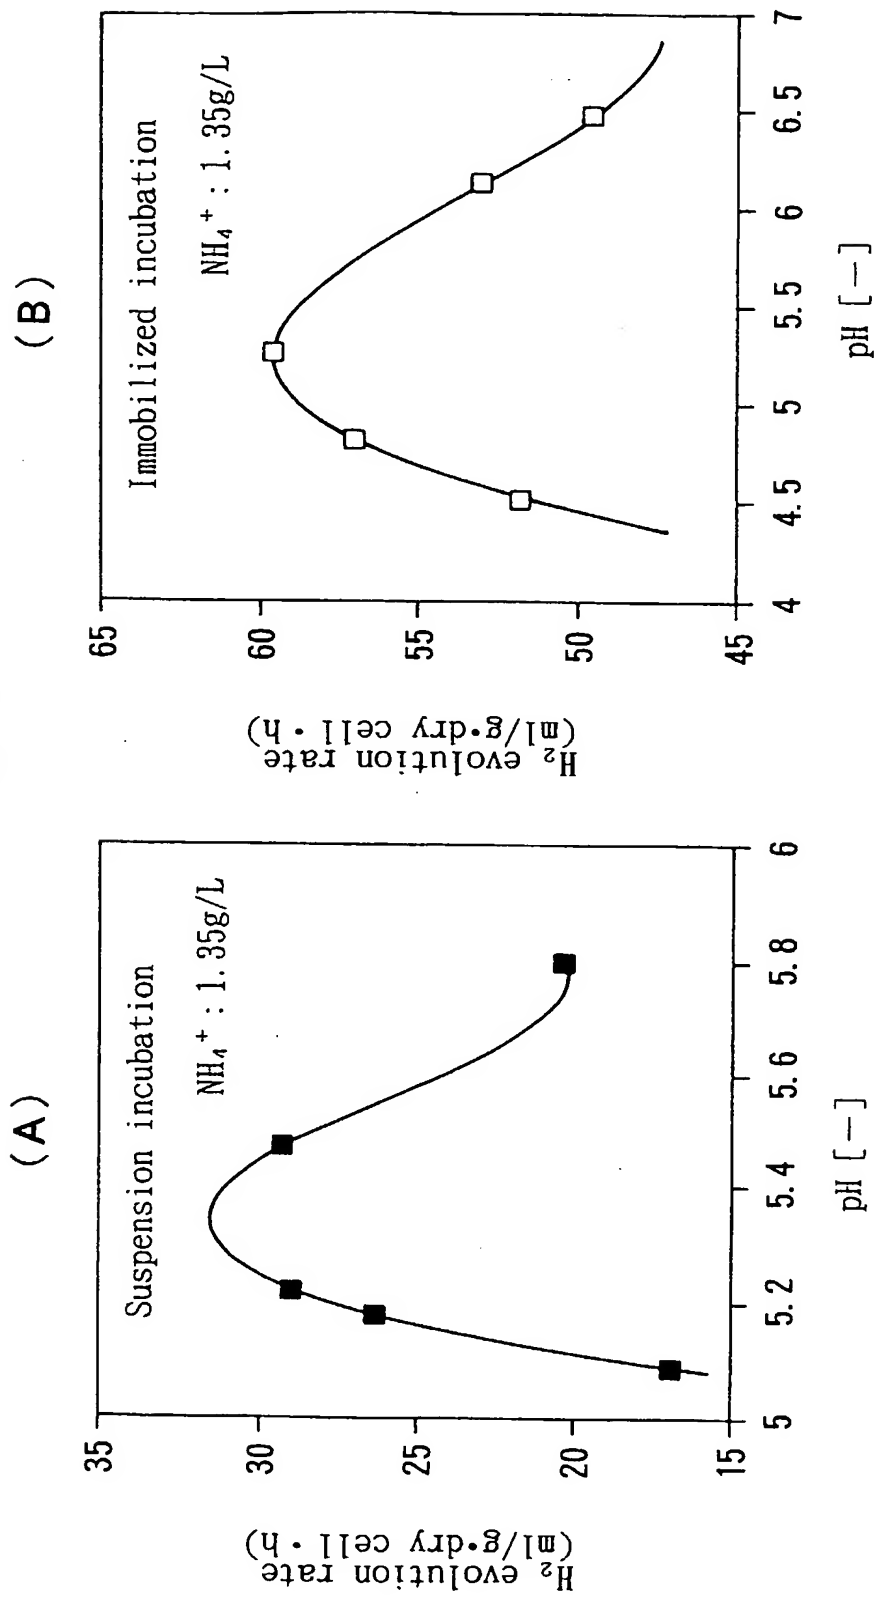 (A)
Suspension incubation
NH₄⁺ : 1.35g/L
35
30
25
20
15
H₂ evolution rate
(ml/g·dry cell·h)
5
5.2
5.4
5.6
5.8
6
pH [—]
(B)
Immobilized incubation
NH₄⁺ : 1.35g/L
65
60
55
50
45
H₂ evolution rate
(ml/g·dry cell·h)
4
4.5
5
5.5
6
6.5
7
pH [—]